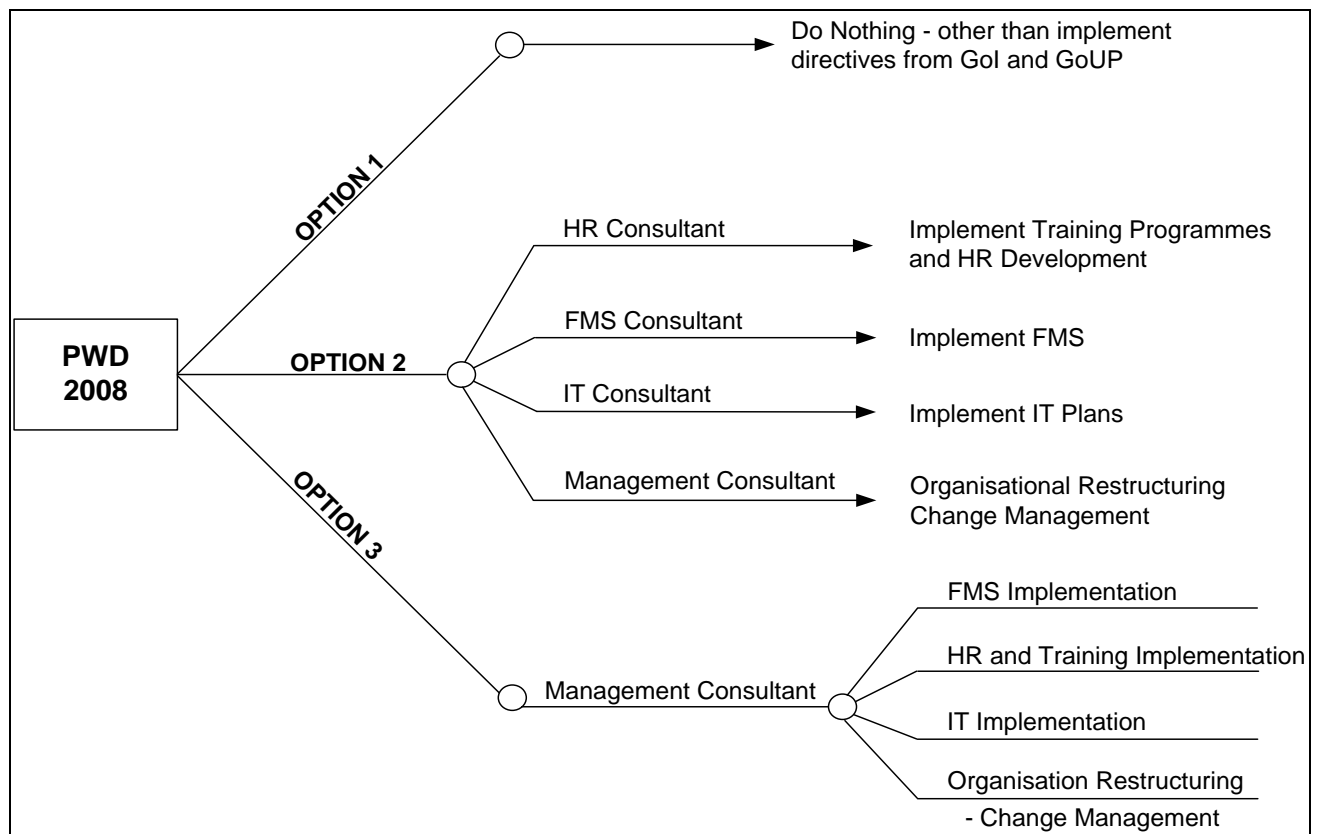 Do Nothing - other than implement
directives from GoI and GoUP
OPTION 1
HR Consultant
Implement Training Programmes
and HR Development
FMS Consultant
Implement FMS
PWD
2008
OPTION 2
IT Consultant
Implement IT Plans
Management Consultant
Organisational Restructuring
Change Management
OPTION 3
FMS Implementation
HR and Training Implementation
Management Consultant
IT Implementation
Organisation Restructuring
- Change Management